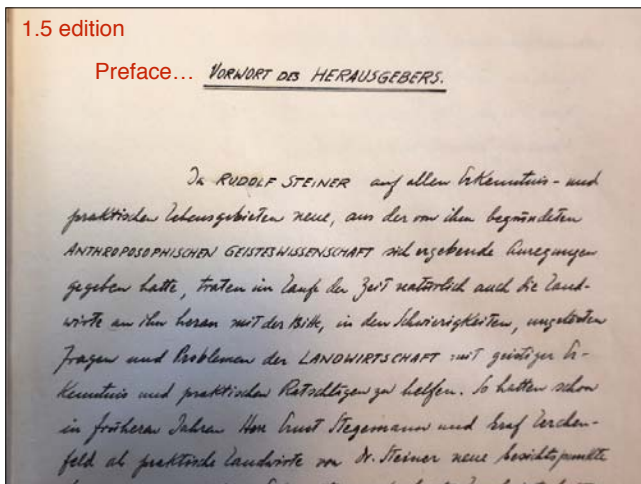 1.5 edition
Preface... VORWORT DES HERAUSGEBERS.
Da RUDOLF STEINER auf allen Erkenntnis- und
praktischen Lebensgebieten neue, aus der von ihm begründeten
ANTHROPOSOPHISCHEN GEISTESWISSENSCHAFT sich ergebende Anregungen
gegeben hatte, traten im Laufe der Zeit natürlich auch die Land-
wirte an ihn heran mit der Bitte, in den Schwierigkeiten, ungelösten
Fragen und Problemen der LANDWIRTSCHAFT mit geistiger Er-
kenntnis und praktischen Ratschlägen zu helfen. So hatten schon
in früheren Jahren Herr Ernst Stegemann und Graf Kerchen-
feld als praktische Landwirte von Dr. Steiner neue Gesichtspunkte